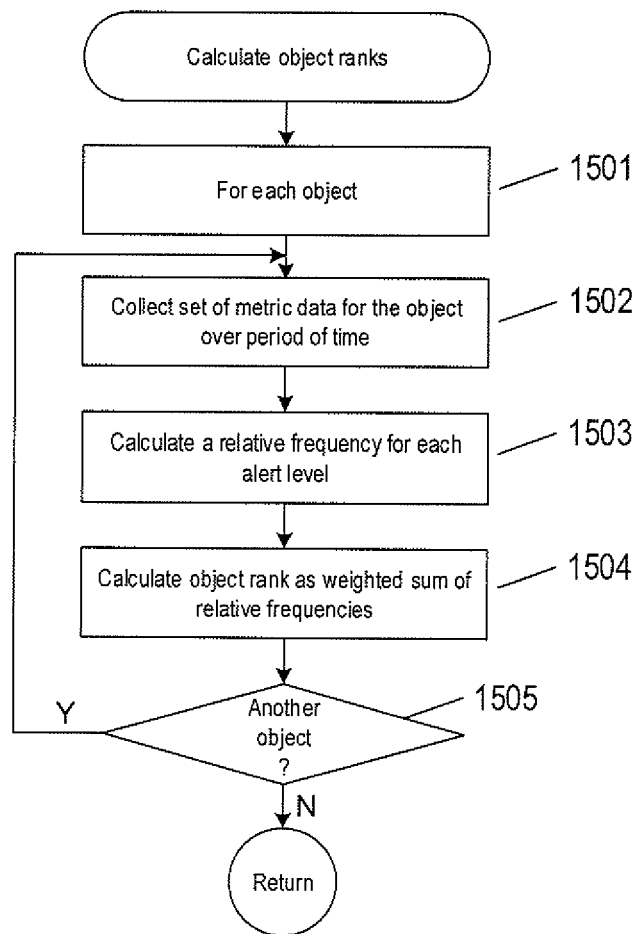 Calculate object ranks
For each object
1501
Collect set of metric data for the object
over period of time
1502
Calculate a relative frequency for each
alert level
1503
Calculate object rank as weighted sum of
relative frequencies
1504
Another
object
?
1505
Y
N
Return